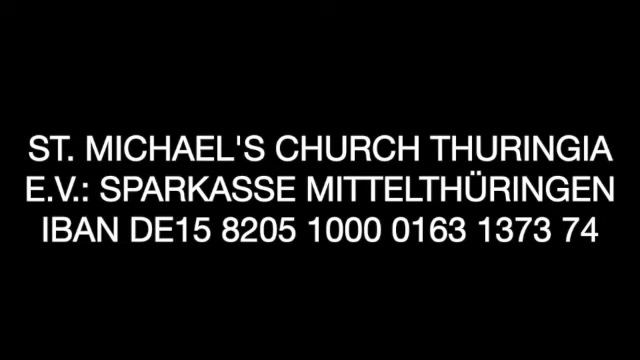 ST. MICHAEL'S CHURCH THURINGIA
E.V.: SPARKASSE MITTELTHÜRINGEN
IBAN DE15 8205 1000 0163 1373 74